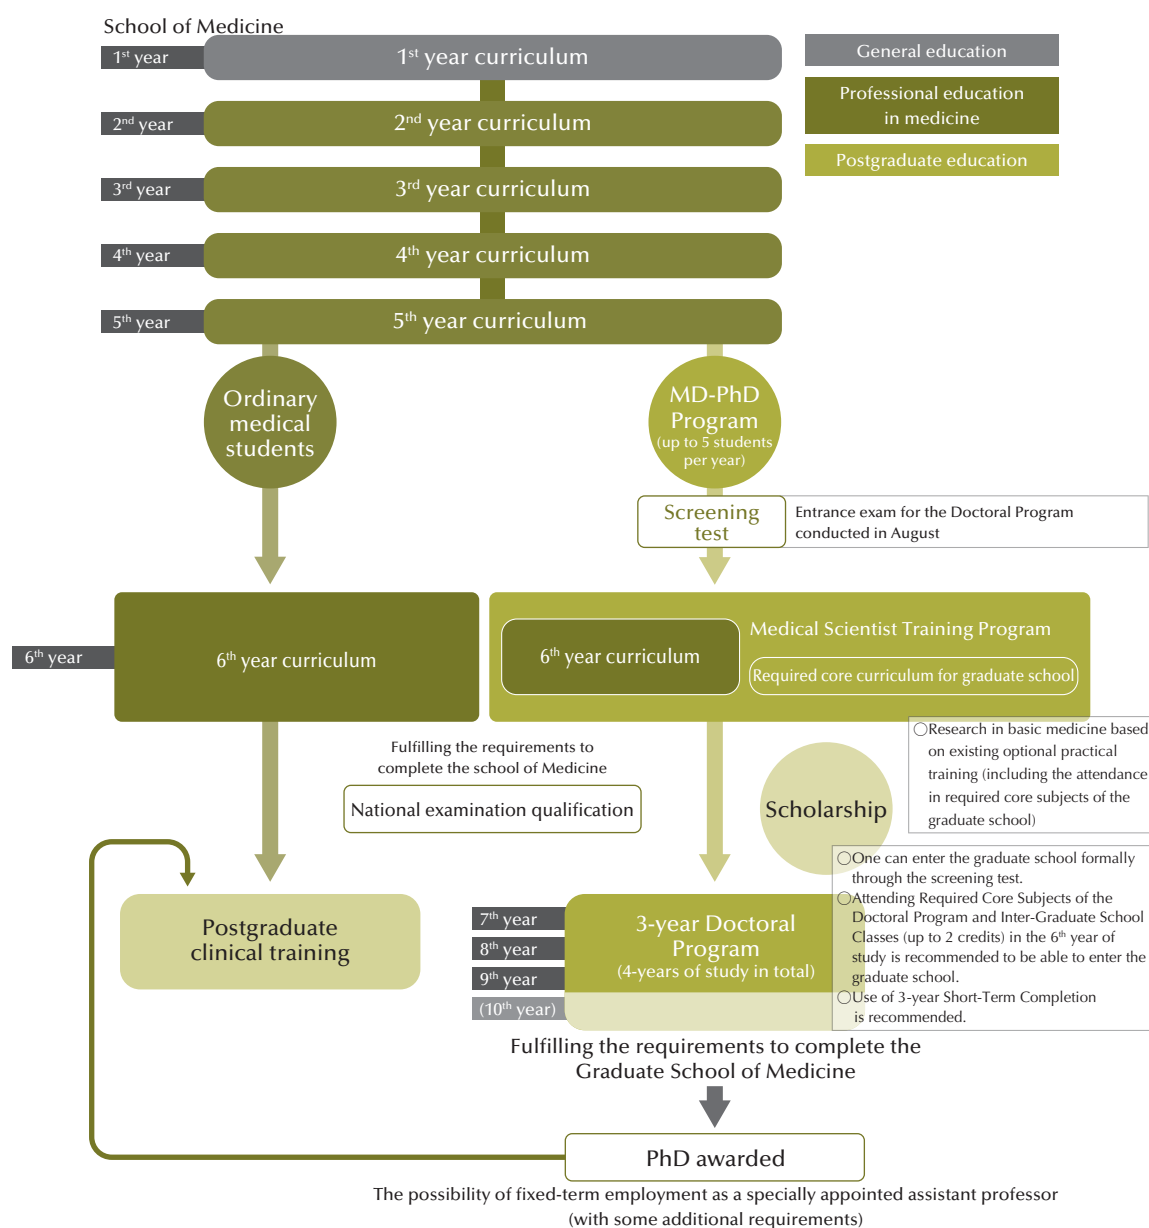 School of Medicine
1st year
1st year curriculum
General education
Professional education
in medicine
Postgraduate education
2nd year
2nd year curriculum
3rd year
3rd year curriculum
4th year
4th year curriculum
5th year
5th year curriculum
Ordinary
medical
students
MD-PhD
Program
(up to 5 students
per year)
Screening
test
Entrance exam for the Doctoral Program
conducted in August
6th year
6th year curriculum
6th year curriculum
Medical Scientist Training Program
Required core curriculum for graduate school
Fulfilling the requirements to
complete the school of Medicine
National examination qualification
Scholarship
○Research in basic medicine based
on existing optional practical
training (including the attendance
in required core subjects of the
graduate school)
○One can enter the graduate school formally
through the screening test.
○Attending Required Core Subjects of the
Doctoral Program and Inter-Graduate School
Classes (up to 2 credits) in the 6th year of
study is recommended to be able to enter the
graduate school.
○Use of 3-year Short-Term Completion
is recommended.
Postgraduate
clinical training
7th year
8th year
9th year
(10th year)
3-year Doctoral
Program
(4-years of study in total)
Fulfilling the requirements to complete the
Graduate School of Medicine
PhD awarded
The possibility of fixed-term employment as a specially appointed assistant professor
(with some additional requirements)